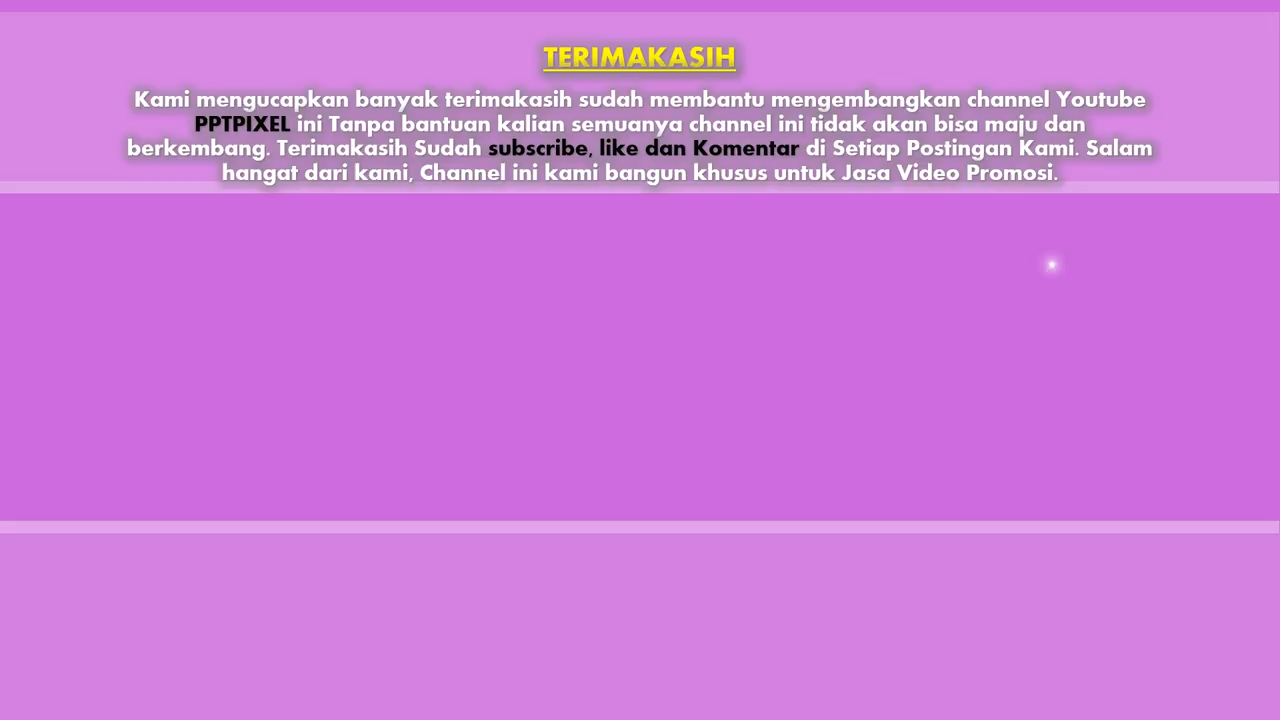 TERIMAKASIH
Kami mengucapkan banyak terimakasih sudah membantu mengembangkan channel Youtube
PPTPIXEL ini Tanpa bantuan kalian semuanya channel ini tidak akan bisa maju dan
berkembang. Terimakasih Sudah subscribe, like dan Komentar di Setiap Postingan Kami. Salam
hangat dari kami, Channel ini kami bangun khusus untuk Jasa Video Promosi.